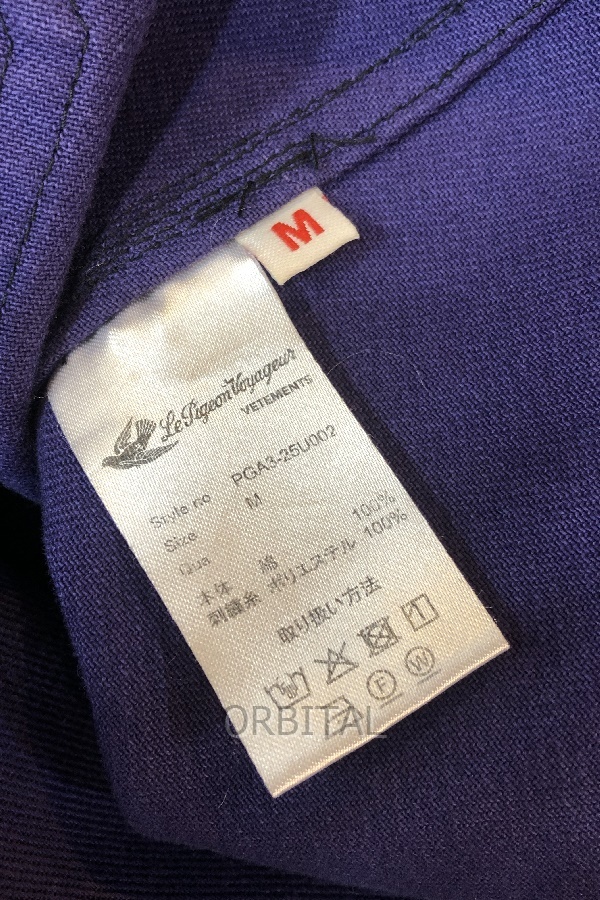 M
Le Pigeon Voyageur
VETEMENTS
Style no PGA3-25U002
Size M
Qua
本体 綿 100%
刺繍糸 ポリエステル 100%
取り扱い方法
F W
ORBITAL